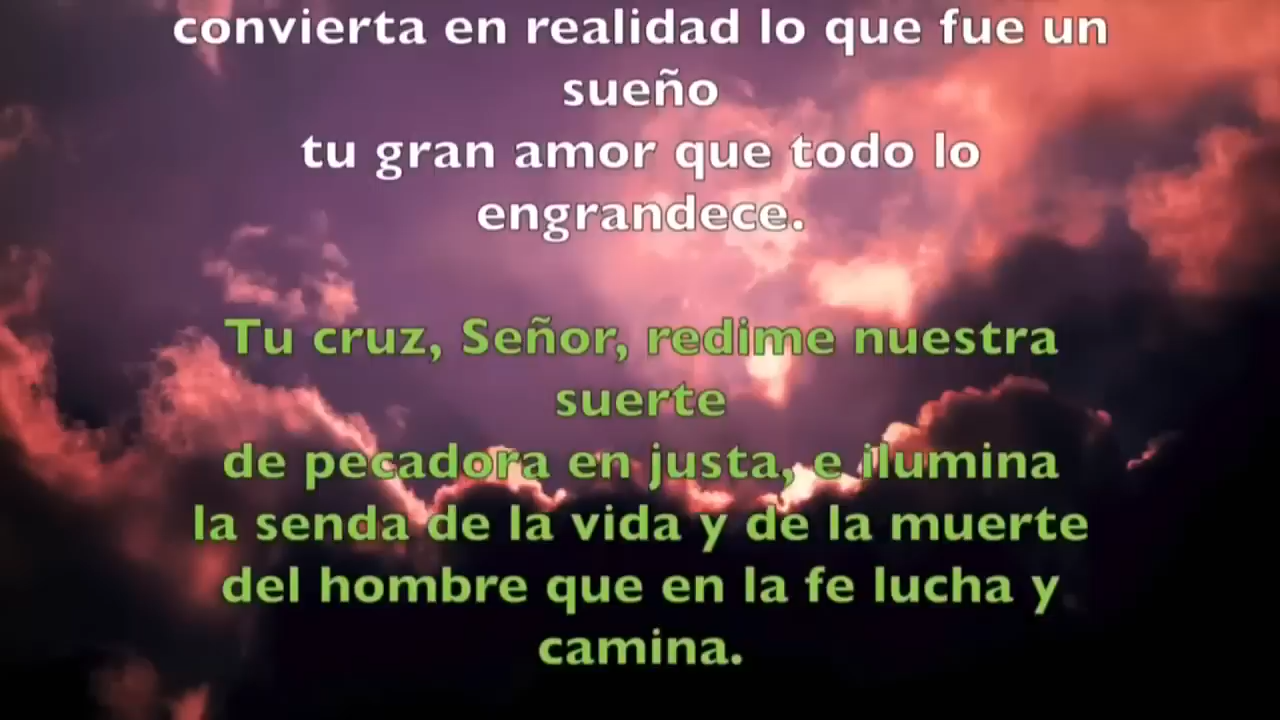 convierta en realidad lo que fue un
sueño
tu gran amor que todo lo
engrandece.
Tu cruz, Señor, redime nuestra
suerte
de pecadora en justa, e ilumina
la senda de la vida y de la muerte
del hombre que en la fe lucha y
camina.